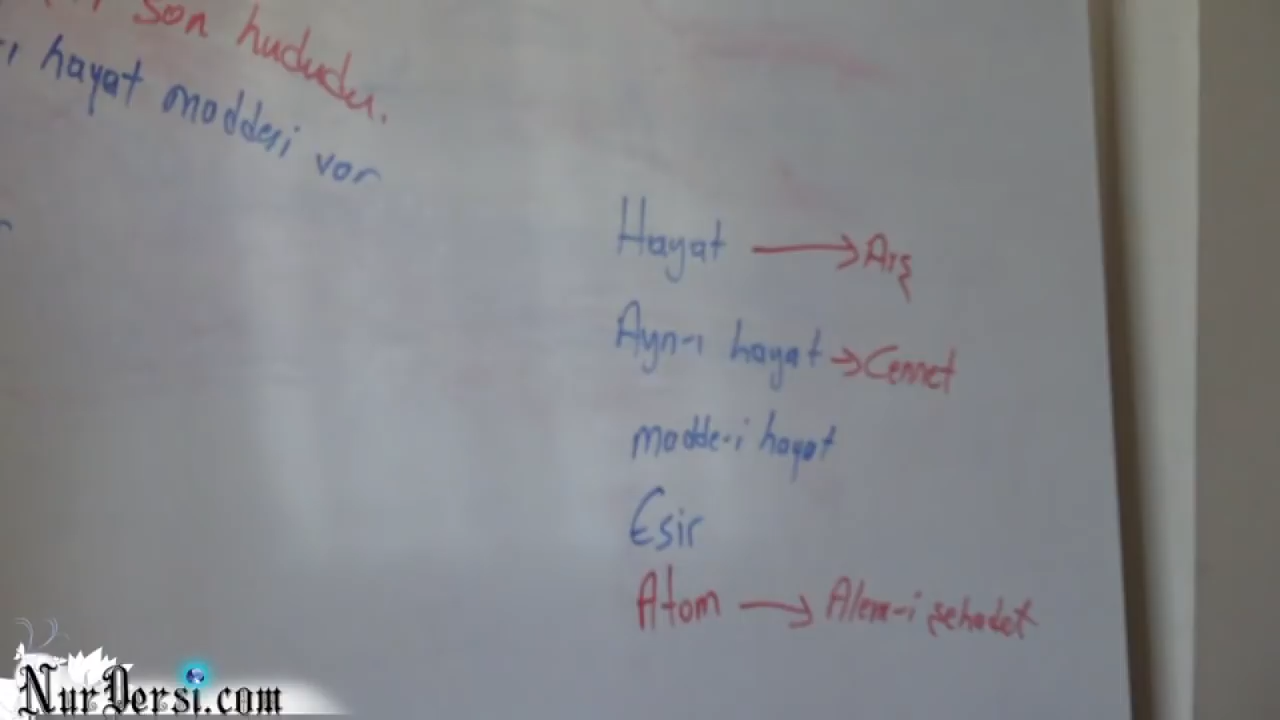 son hududu.
hayat maddesi var
Hayat → Arş
Ayn-ı hayat → Cennet
madde-i hayat
Esir
Atom → Alem-i şehadet
NurDersi.com